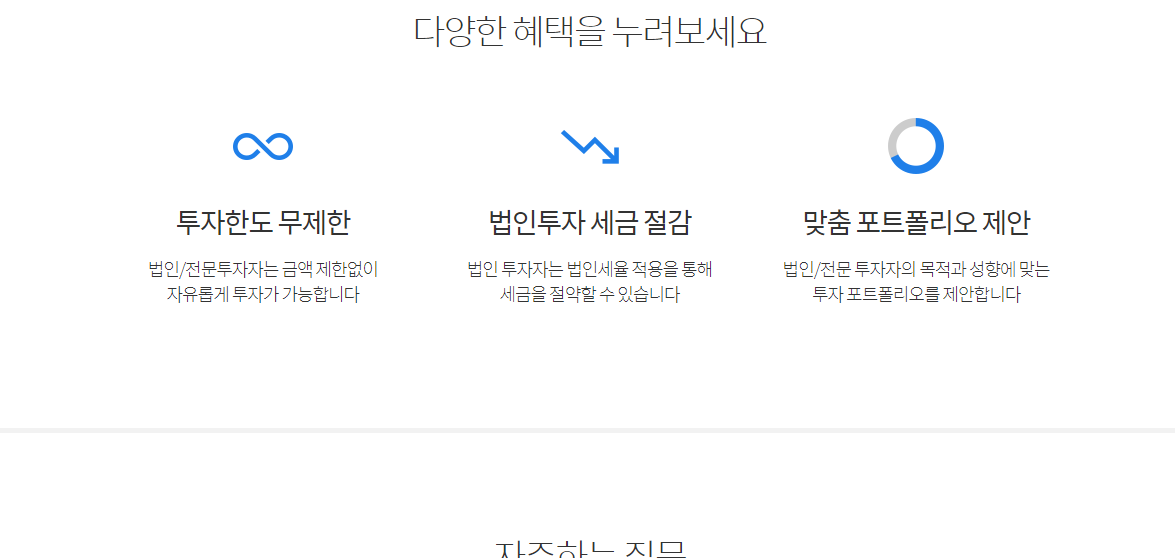 다양한 혜택을 누려보세요
투자한도 무제한
법인/전문투자자는 금액 제한없이
자유롭게 투자가 가능합니다
법인투자 세금 절감
법인 투자자는 법인세율 적용을 통해
세금을 절약할 수 있습니다
맞춤 포트폴리오 제안
법인/전문 투자자의 목적과 성향에 맞는
투자 포트폴리오를 제안합니다
자주하는 질문